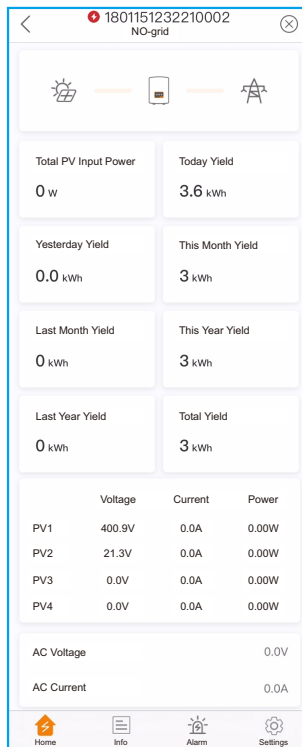 1801151232210002
NO-grid
Total PV Input Power
Today Yield
0 W
3.6 kWh
Yesterday Yield
This Month Yield
0.0 kWh
3 kWh
Last Month Yield
This Year Yield
0 kWh
3 kWh
Last Year Yield
Total Yield
0 kWh
3 kWh
Voltage Current Power
PV1 400.9V 0.0A 0.00W
PV2 21.3V 0.0A 0.00W
PV3 0.0V 0.0A 0.00W
PV4 0.0V 0.0A 0.00W
AC Voltage 0.0V
AC Current 0.0A
Home Info Alarm Settings